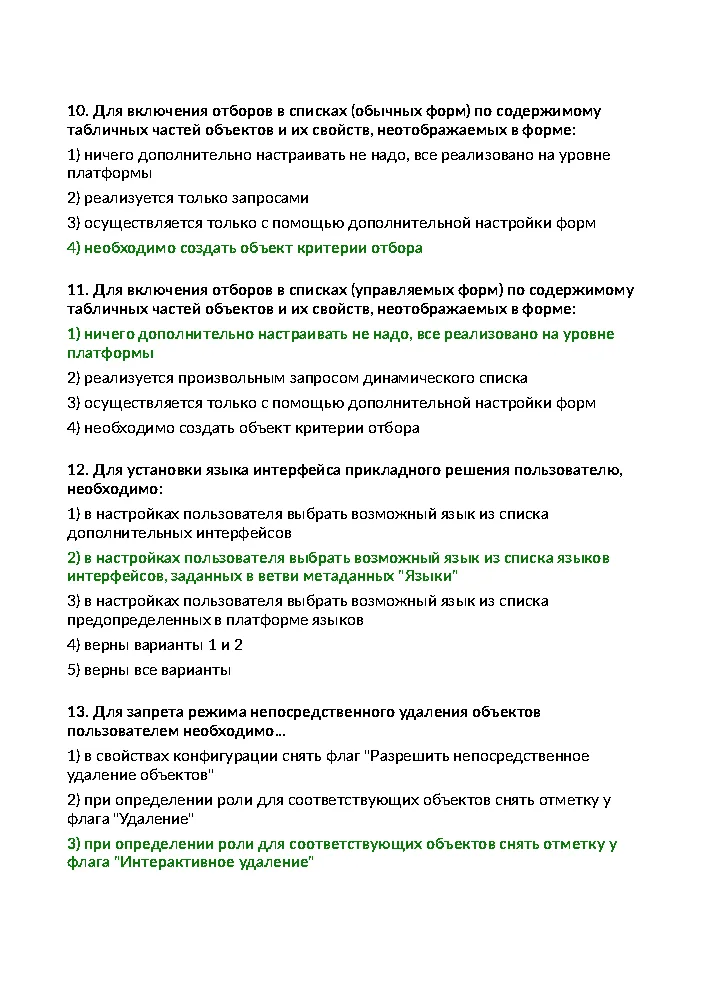 10. Для включения отборов в списках (обычных форм) по содержимому
табличных частей объектов и их свойств, неотображаемых в форме:
1) ничего дополнительно настраивать не надо, все реализовано на уровне
платформы
2) реализуется только запросами
3) осуществляется только с помощью дополнительной настройки форм
4) необходимо создать объект критерии отбора
11. Для включения отборов в списках (управляемых форм) по содержимому
табличных частей объектов и их свойств, неотображаемых в форме:
1) ничего дополнительно настраивать не надо, все реализовано на уровне
платформы
2) реализуется произвольным запросом динамического списка
3) осуществляется только с помощью дополнительной настройки форм
4) необходимо создать объект критерии отбора
12. Для установки языка интерфейса прикладного решения пользователю,
необходимо:
1) в настройках пользователя выбрать возможный язык из списка
дополнительных интерфейсов
2) в настройках пользователя выбрать возможный язык из списка языков
интерфейсов, заданных в ветви метаданных "Языки"
3) в настройках пользователя выбрать возможный язык из списка
предопределенных в платформе языков
4) верны варианты 1 и 2
5) верны все варианты
13. Для запрета режима непосредственного удаления объектов
пользователем необходимо...
1) в свойствах конфигурации снять флаг "Разрешить непосредственное
удаление объектов"
2) при определении роли для соответствующих объектов снять отметку у
флага "Удаление"
3) при определении роли для соответствующих объектов снять отметку у
флага "Интерактивное удаление"